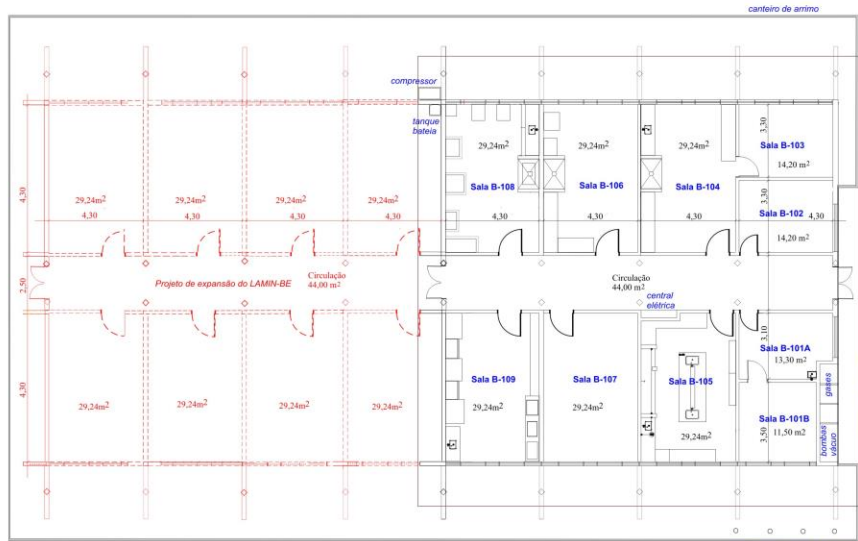 canteiro de arrimo
compressor
tanque
bateia
29,24m²
29,24m²
29,24m²
3,30
Sala B-103
14,20 m²
Sala B-108
Sala B-106
Sala B-104
3,30
4,30
29,24m²
29,24m²
29,24m²
29,24m²
4,30
4,30
4,30
4,30
4,30
4,30
4,30
Sala B-102
4,30
14,20 m²
2,50
Projeto de expansão do LAMIN-BE
Circulação
44,00 m²
Circulação
44,00 m²
central
elétrica
3,10
Sala B-101A
13,30 m²
Sala B-109
Sala B-107
Sala B-105
gases
4,30
29,24m²
29,24m²
29,24m²
29,24m²
29,24m²
29,24m²
29,24m²
Sala B-101B
3,50
11,50 m²
bombas
vácuo